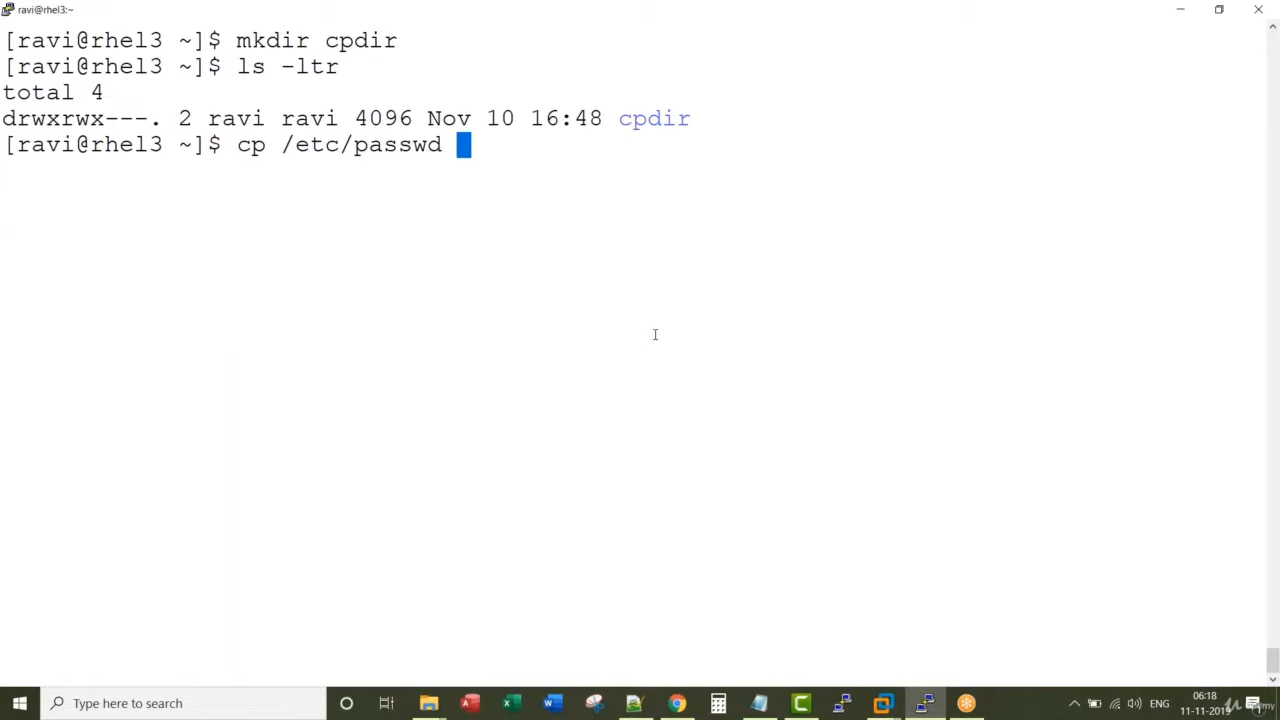 ravi@rhel3:~
[ravi@rhel3 ~]$ mkdir cpdir
[ravi@rhel3 ~]$ ls -ltr
total 4
drwxrwx---. 2 ravi ravi 4096 Nov 10 16:48 cpdir
[ravi@rhel3 ~]$ cp /etc/passwd
Type here to search
ENG
06:18
11-11-2019